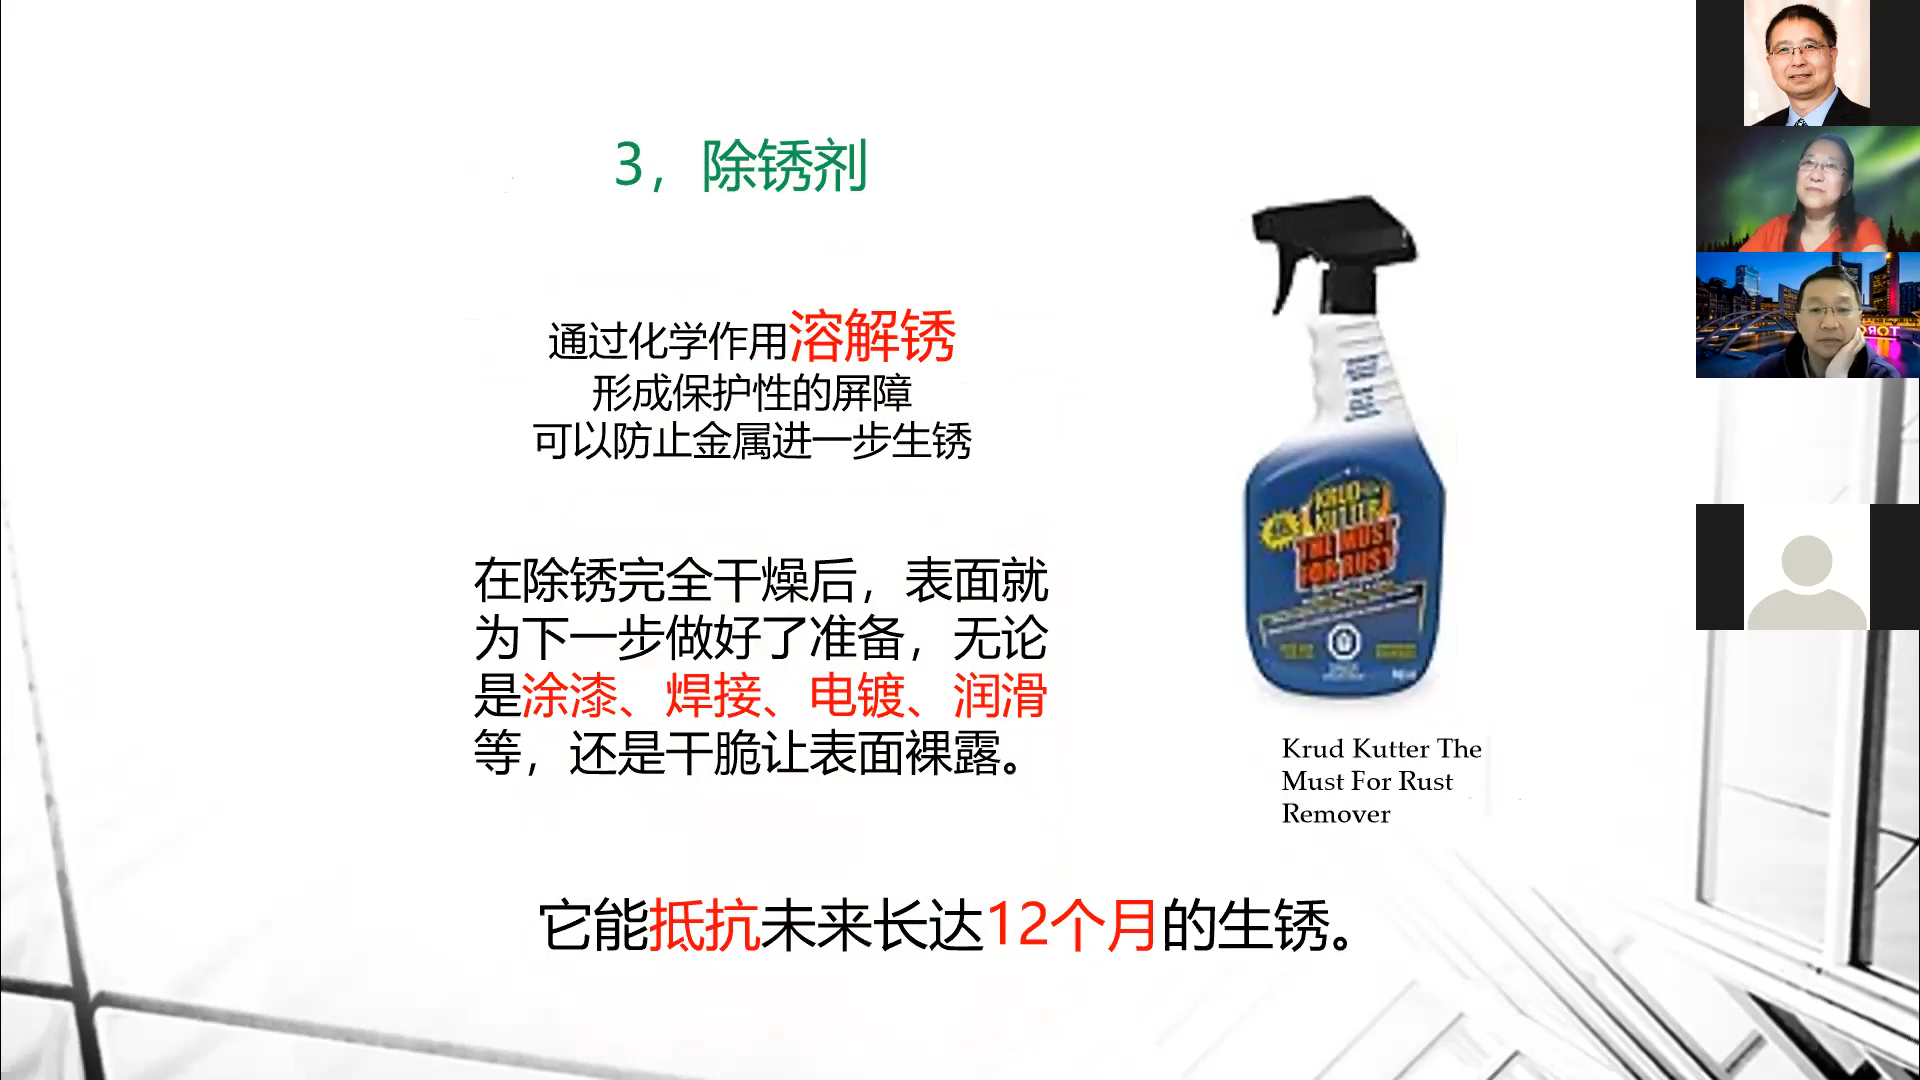 3，除锈剂
通过化学作用溶解锈
形成保护性的屏障
可以防止金属进一步生锈
在除锈完全干燥后，表面就
为下一步做好了准备，无论
是涂漆、焊接、电镀、润滑
等，还是干脆让表面裸露。
KRUD
KUTTER
THE MUST
FOR RUST
Krud Kutter The
Must For Rust
Remover
它能抵抗未来长达12个月的生锈。
TORO